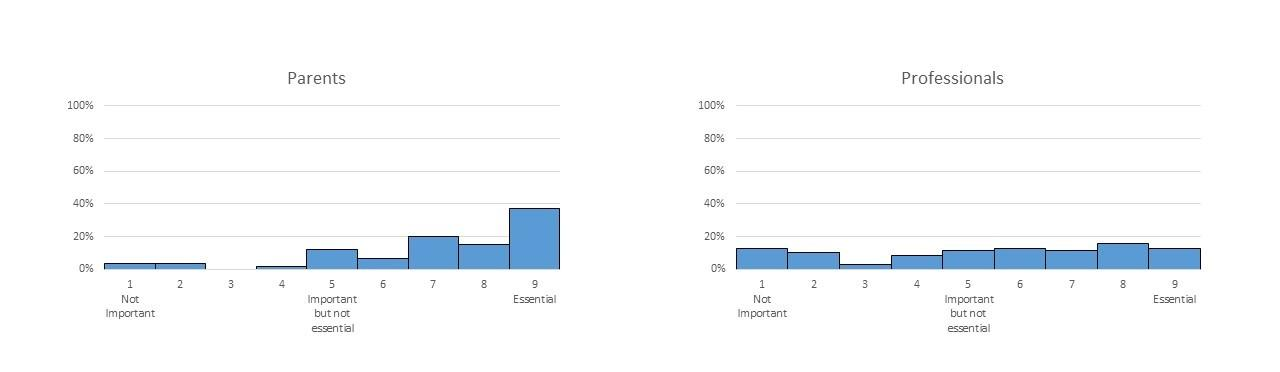 Parents
100%
80%
60%
40%
20%
0%
1 2 3 4 5 6 7 8 9
Not Important but not essential Essential
Important
Professionals
100%
80%
60%
40%
20%
0%
1 2 3 4 5 6 7 8 9
Not Important but not essential Essential
Important